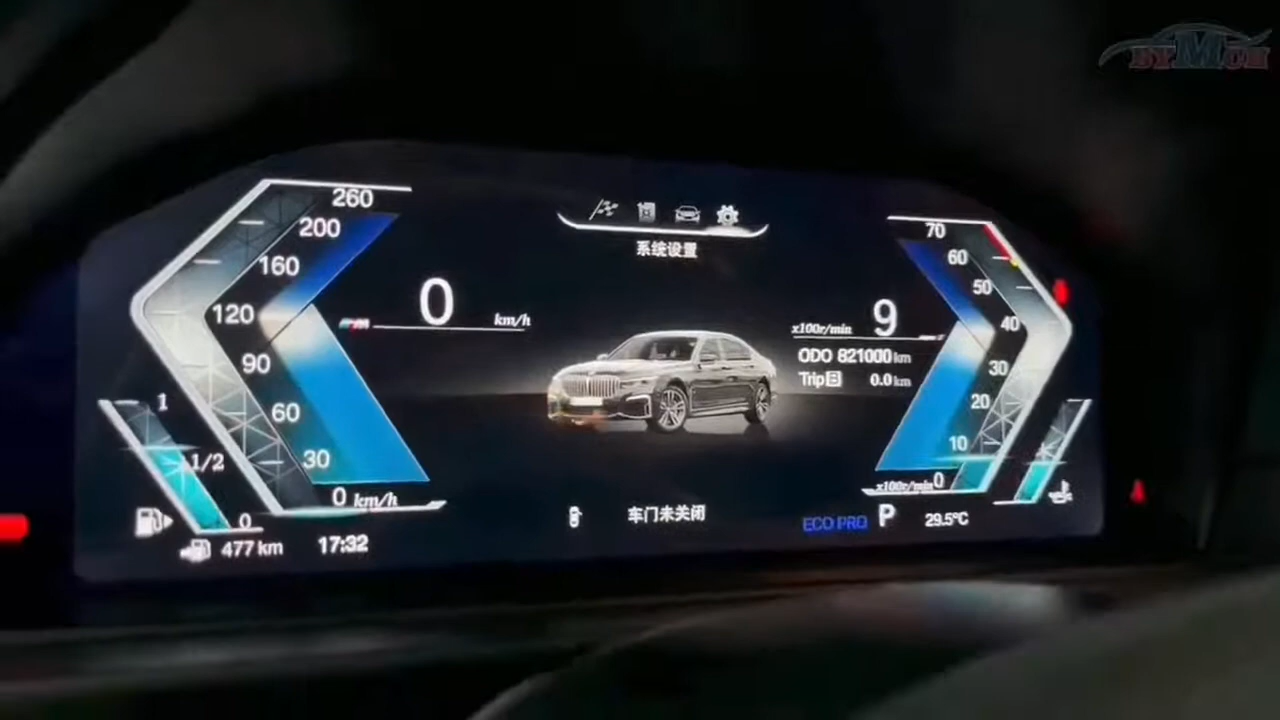 BYMOM
260
200
160
120
90
60
30
0 km/h
1
1/2
0
477 km
17:32
0 km/h
系统设置
x100r/min 9
ODO 821000 km
Trip B 0.0 km
70
60
50
40
30
20
10
x100r/min 0
车门未关闭
ECO PRO P 29.5°C